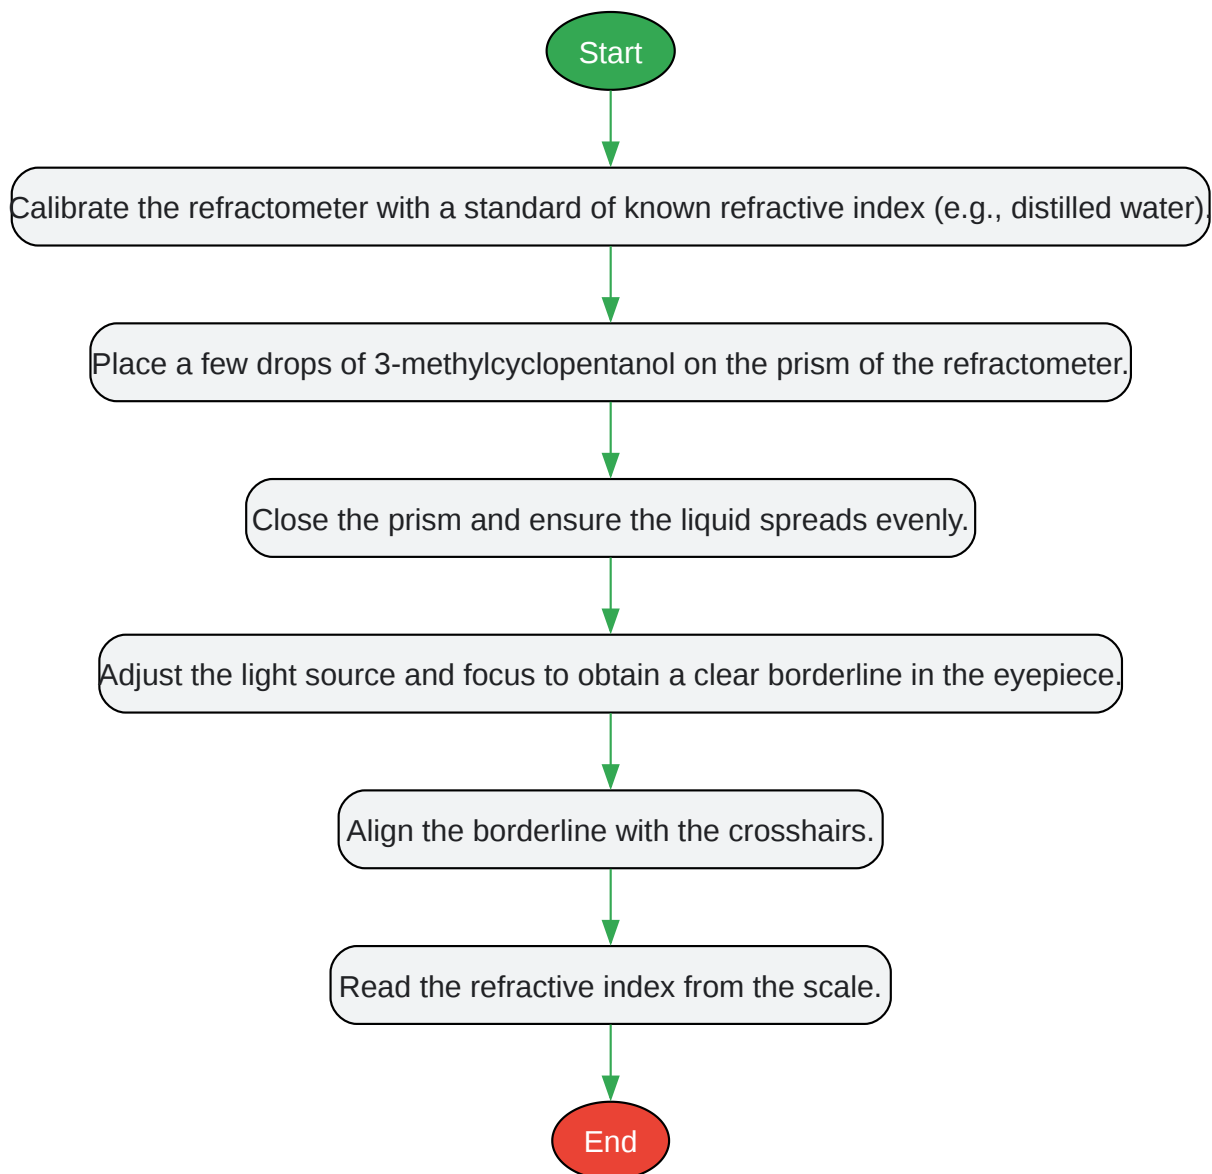 Start
Calibrate the refractometer with a standard of known refractive index (e.g., distilled water).
Place a few drops of 3-methylcyclopentanol on the prism of the refractometer.
Close the prism and ensure the liquid spreads evenly.
Adjust the light source and focus to obtain a clear borderline in the eyepiece.
Align the borderline with the crosshairs.
Read the refractive index from the scale.
End